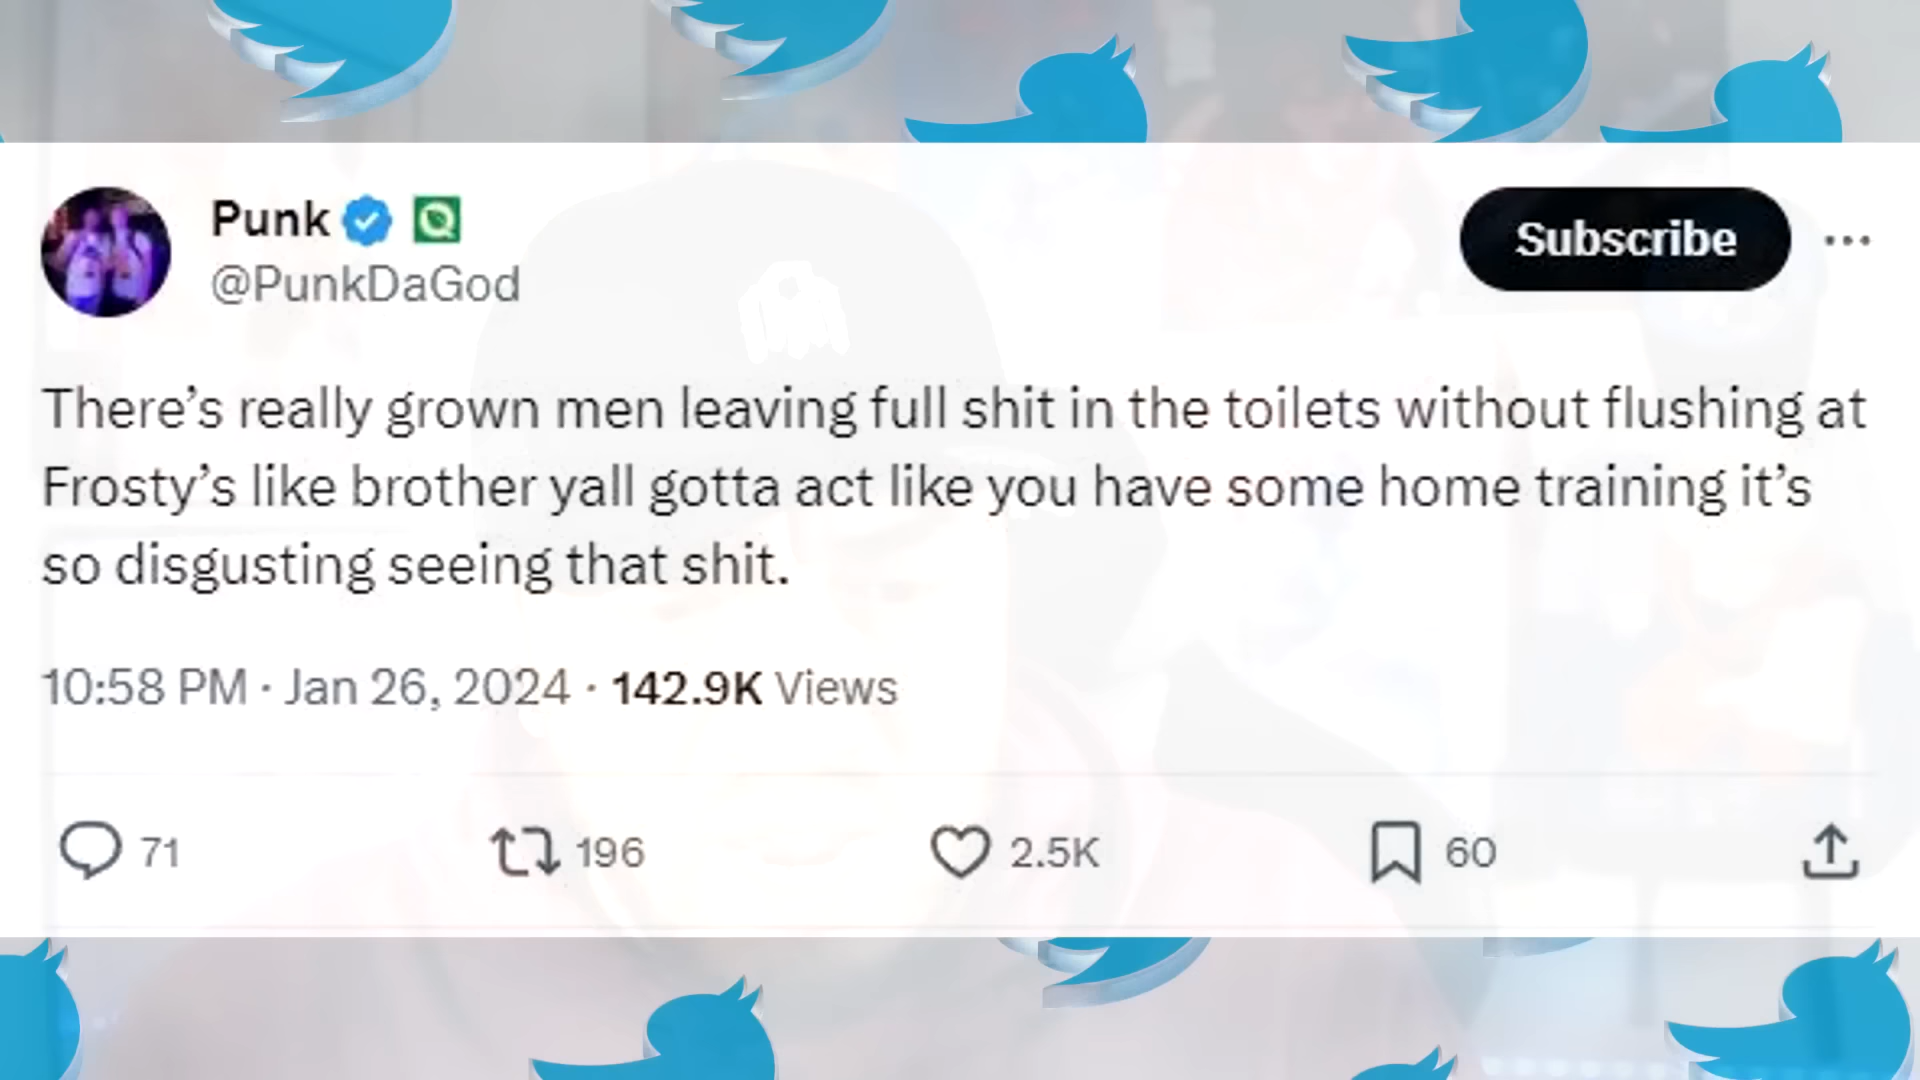 Punk
@PunkDaGod
Subscribe
There’s really grown men leaving full shit in the toilets without flushing at
Frosty’s like brother yall gotta act like you have some home training it’s
so disgusting seeing that shit.
10:58 PM · Jan 26, 2024 · 142.9K Views
71 196 2.5K 60